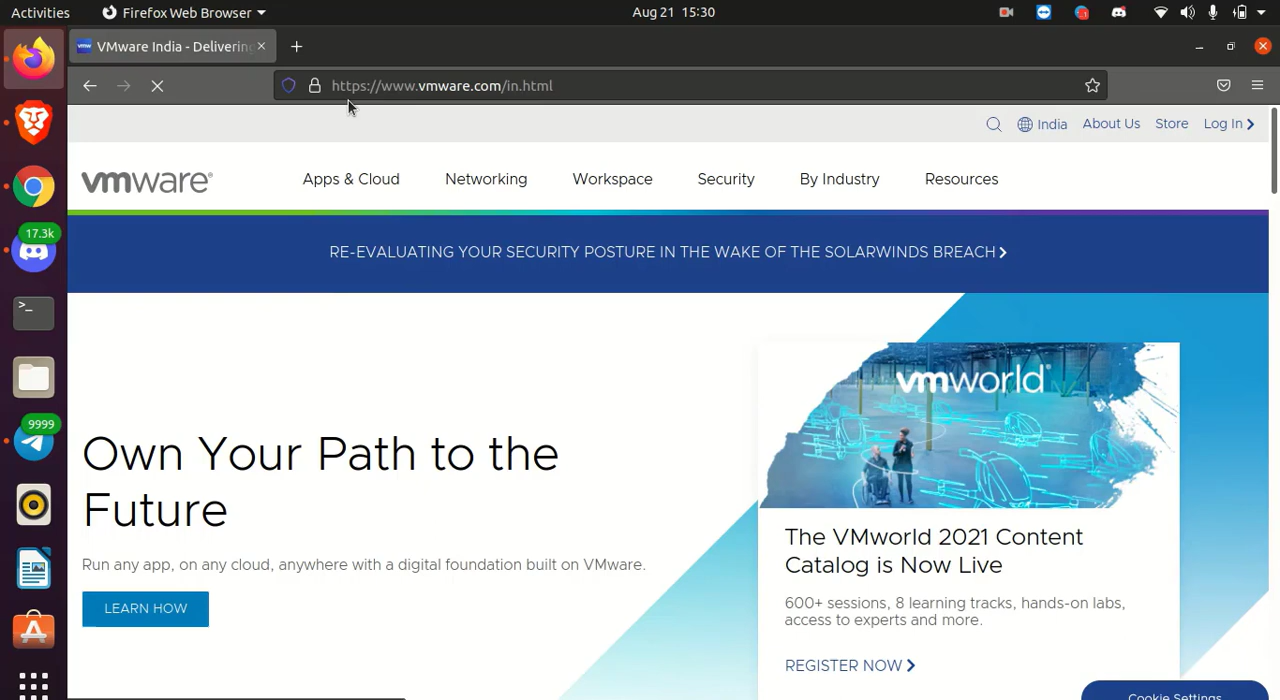 Activities
Firefox Web Browser
Aug 21 15:30
VMware India - Delivering
https://www.vmware.com/in.html
India
About Us
Store
Log In
vmware®
Apps & Cloud
Networking
Workspace
Security
By Industry
Resources
RE-EVALUATING YOUR SECURITY POSTURE IN THE WAKE OF THE SOLARWINDS BREACH
17.3k
>_
9999
vmworld
Own Your Path to the
Future
Run any app, on any cloud, anywhere with a digital foundation built on VMware.
LEARN HOW
The VMworld 2021 Content
Catalog is Now Live
600+ sessions, 8 learning tracks, hands-on labs,
access to experts and more.
REGISTER NOW
Cookie Settings